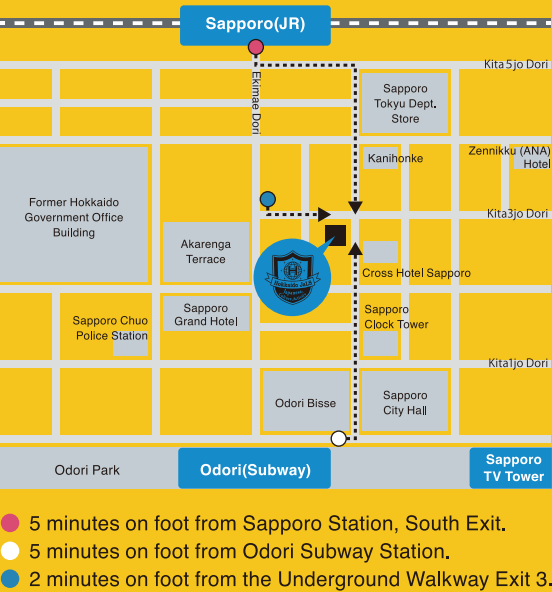 Sapporo(JR)
Kita5jo Dori
Ekimae Dori
Sapporo
Tokyu Dept.
Store
Kanihonke
Zennikku (ANA)
Hotel
Former Hokkaido
Government Office
Building
Kita3jo Dori
Akarenga
Terrace
H
Hokkaido JaLS
Cross Hotel Sapporo
Sapporo
Grand Hotel
Sapporo Chuo
Police Station
Sapporo
Clock Tower
Kita1jo Dori
Odori Bisse
Sapporo
City Hall
Odori Park
Odori(Subway)
Sapporo
TV Tower
5 minutes on foot from Sapporo Station, South Exit.
5 minutes on foot from Odori Subway Station.
2 minutes on foot from the Underground Walkway Exit 3.